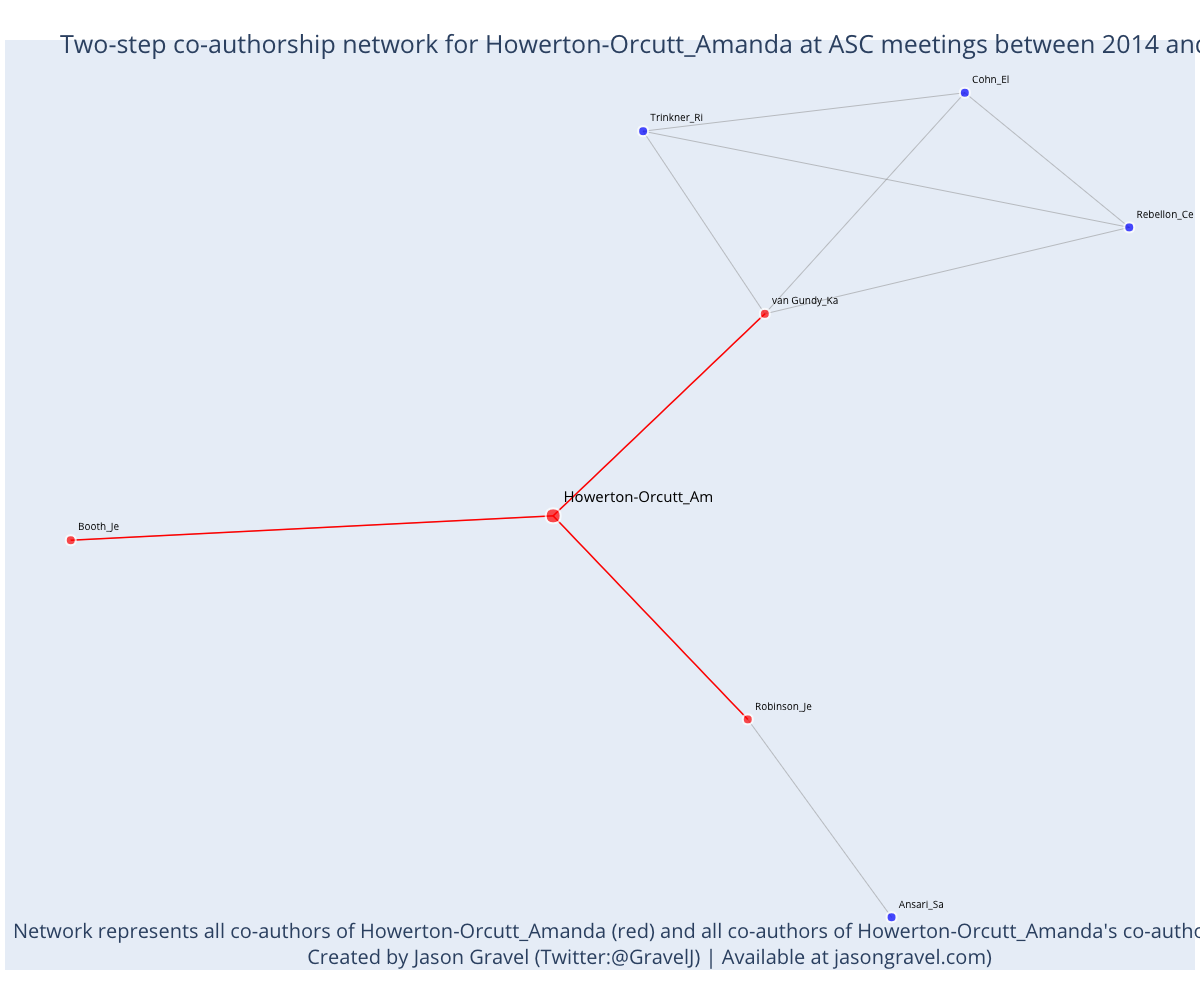 Two-step co-authorship network for Howerton-Orcutt_Amanda at ASC meetings between 2014 and
Cohn_El
Trinkner_Ri
Rebellon_Ce
van Gundy_Ka
Howerton-Orcutt_Am
Booth_Je
Robinson_Je
Ansari_Sa
Network represents all co-authors of Howerton-Orcutt_Amanda (red) and all co-authors of Howerton-Orcutt_Amanda's co-autho
Created by Jason Gravel (Twitter:@GravelJ) | Available at jasongravel.com)